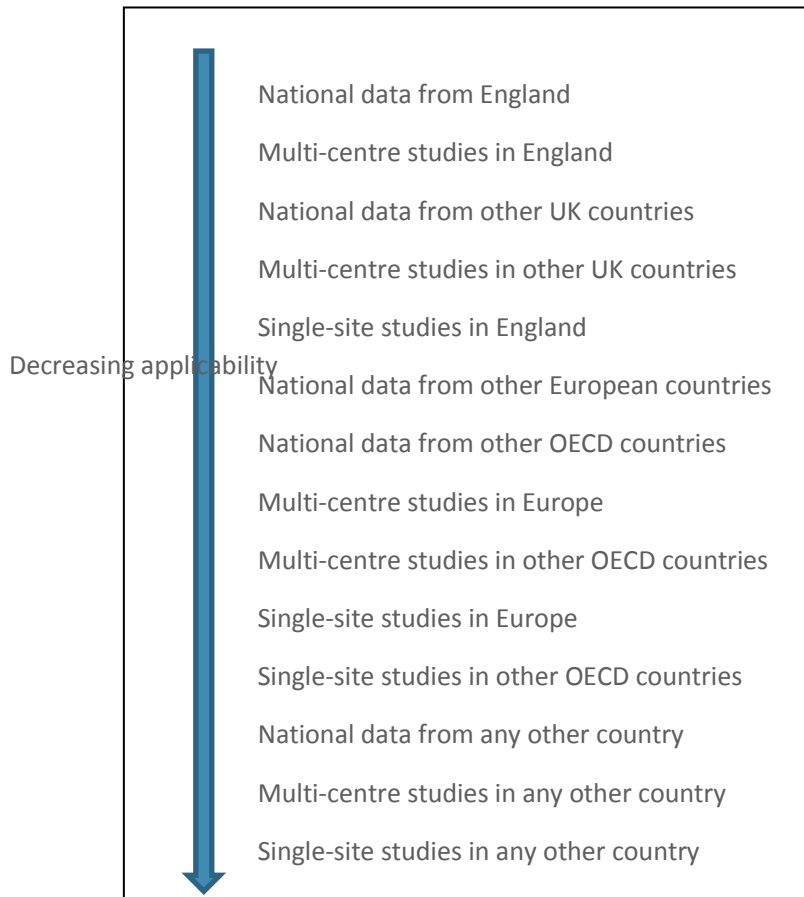 National data from England
Multi-centre studies in England
National data from other UK countries
Multi-centre studies in other UK countries
Single-site studies in England
Decreasing applicability
National data from other European countries
National data from other OECD countries
Multi-centre studies in Europe
Multi-centre studies in other OECD countries
Single-site studies in Europe
Single-site studies in other OECD countries
National data from any other country
Multi-centre studies in any other country
Single-site studies in any other country